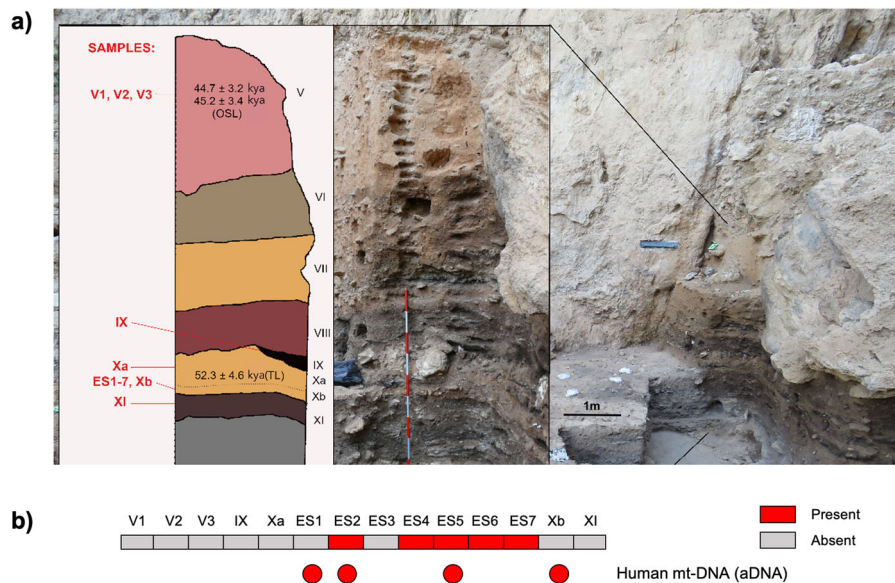 a)
SAMPLES:
V1, V2, V3
44.7 ± 3.2 kya
45.2 ± 3.4 kya
(OSL)
V
VI
VII
VIII
IX
IX
Xa
52.3 ± 4.6 kya(TL)
Xa
ES1-7, Xb
Xb
XI
XI
1m
b)
V1 V2 V3 IX Xa ES1 ES2 ES3 ES4 ES5 ES6 ES7 Xb XI
Present
Absent
Human mt-DNA (aDNA)